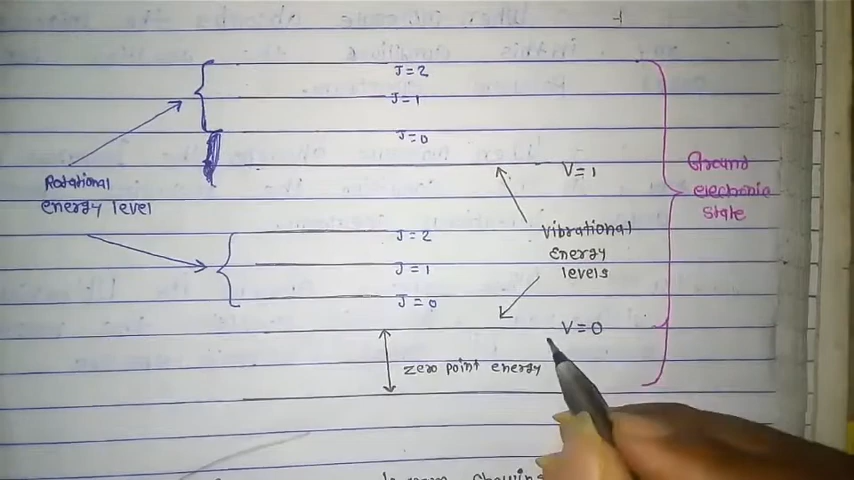 J=2
J=1
J=0
V=1
Ground
electronic
state
Rotational
energy level
Vibrational
energy
levels
J=2
J=1
J=0
V=0
zero point energy